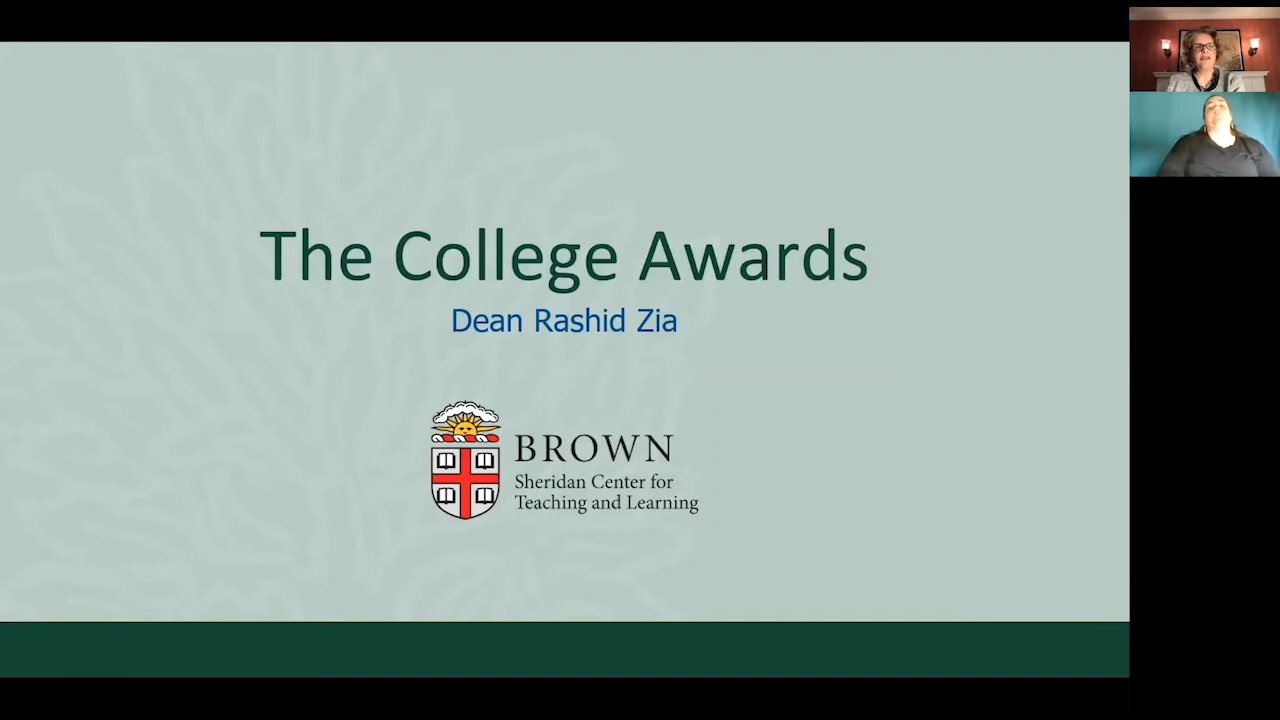 The College Awards
Dean Rashid Zia
BROWN
Sheridan Center for
Teaching and Learning